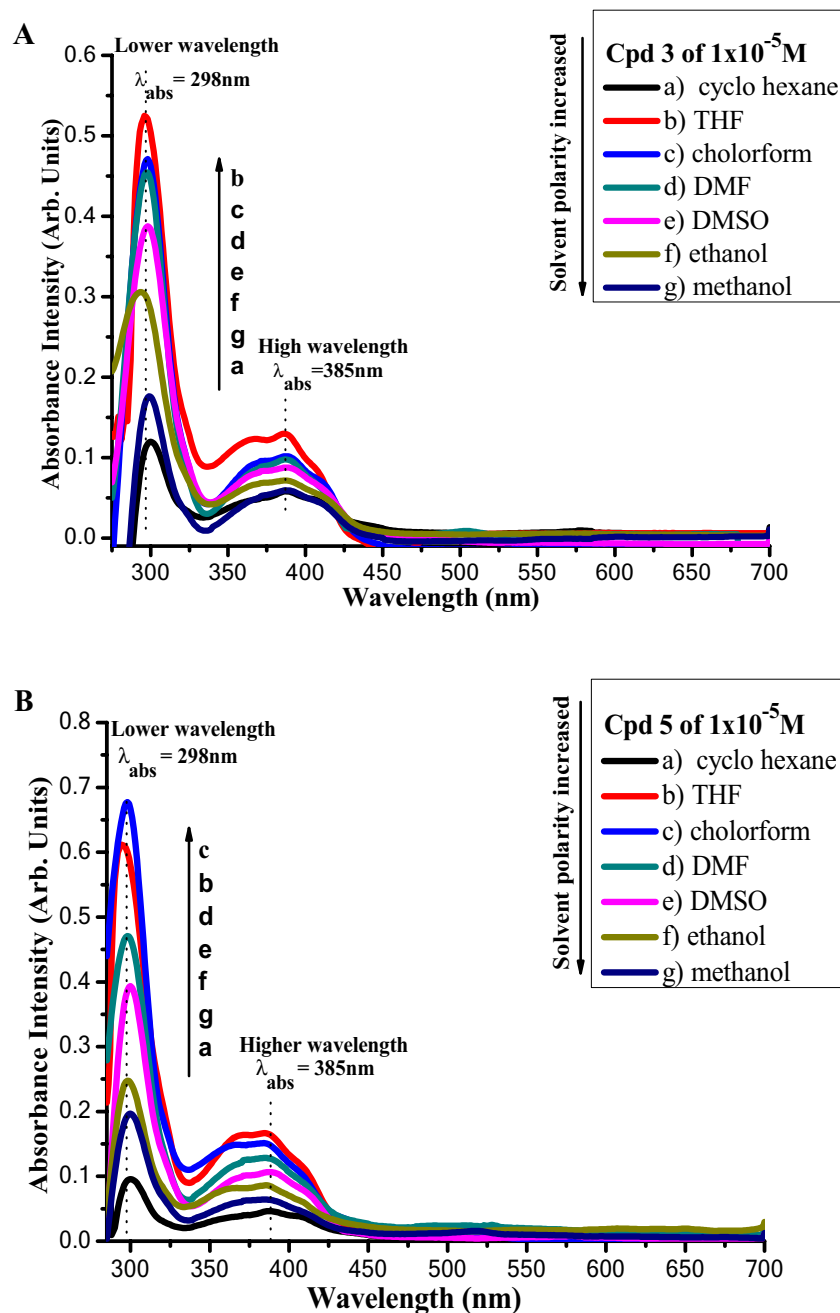 A
Lower wavelength
λabs = 298nm
b
c
d
e
f
g
a
High wavelength
λabs =385nm
Absorbance Intensity (Arb. Units)
0.6
0.5
0.4
0.3
0.2
0.1
0.0
300 350 400 450 500 550 600 650 700
Wavelength (nm)
Solvent polarity increased
Cpd 3 of 1x10-5M
a) cyclo hexane
b) THF
c) cholorform
d) DMF
e) DMSO
f) ethanol
g) methanol
B
Lower wavelength
λabs = 298nm
c
b
d
e
f
g
a
Higher wavelength
λabs = 385nm
Absorbance Intensity (Arb. Units)
0.8
0.7
0.6
0.5
0.4
0.3
0.2
0.1
0.0
300 350 400 450 500 550 600 650 700
Wavelength (nm)
Solvent polarity increased
Cpd 5 of 1x10-5M
a) cyclo hexane
b) THF
c) cholorform
d) DMF
e) DMSO
f) ethanol
g) methanol